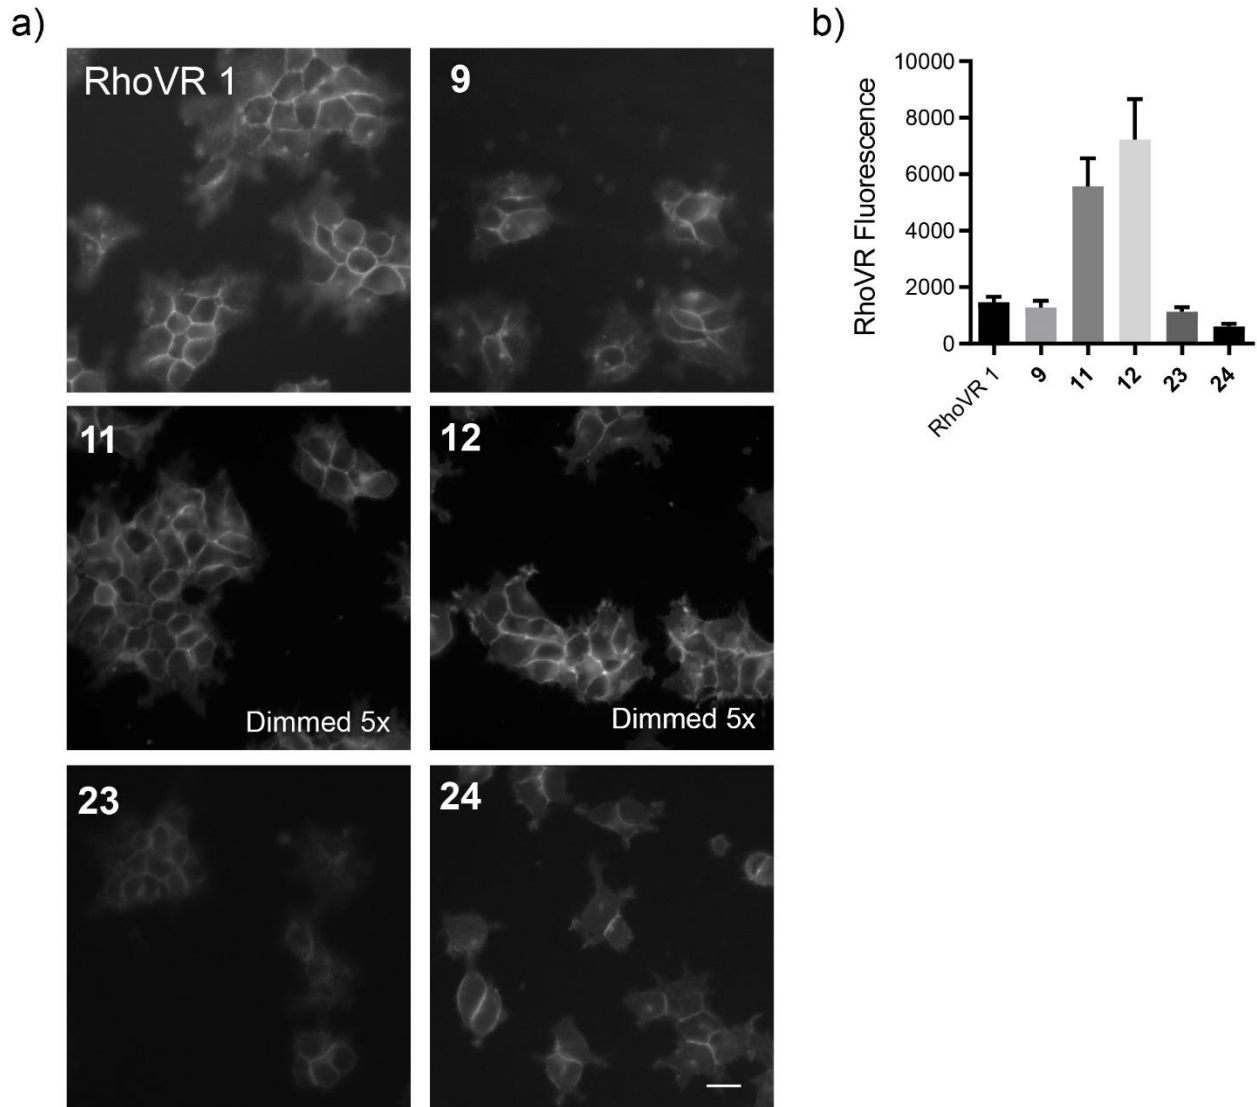 a)
RhoVR 1
9
11
Dimmed 5x
12
Dimmed 5x
23
24
b)
RhoVR Fluorescence
10000
8000
6000
4000
2000
0
RhoVR 1
9
11
12
23
24